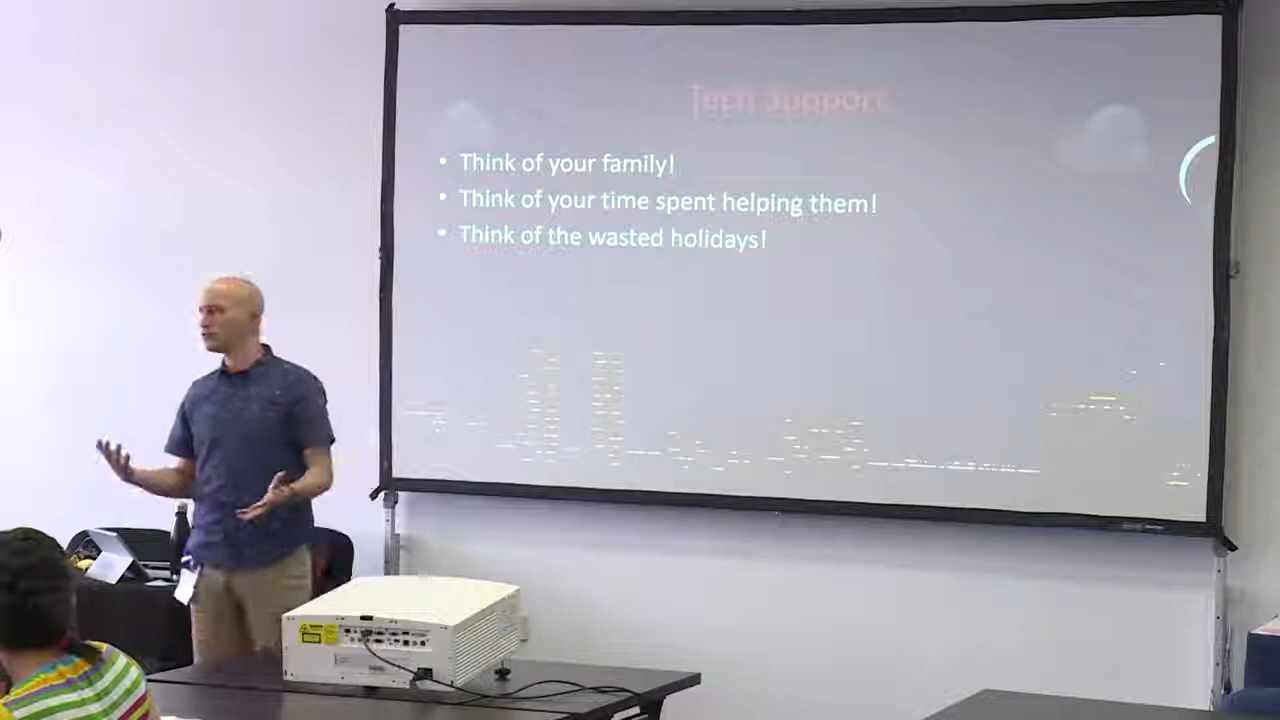 Tech Support
• Think of your family!
• Think of your time spent helping them!
• Think of the wasted holidays!